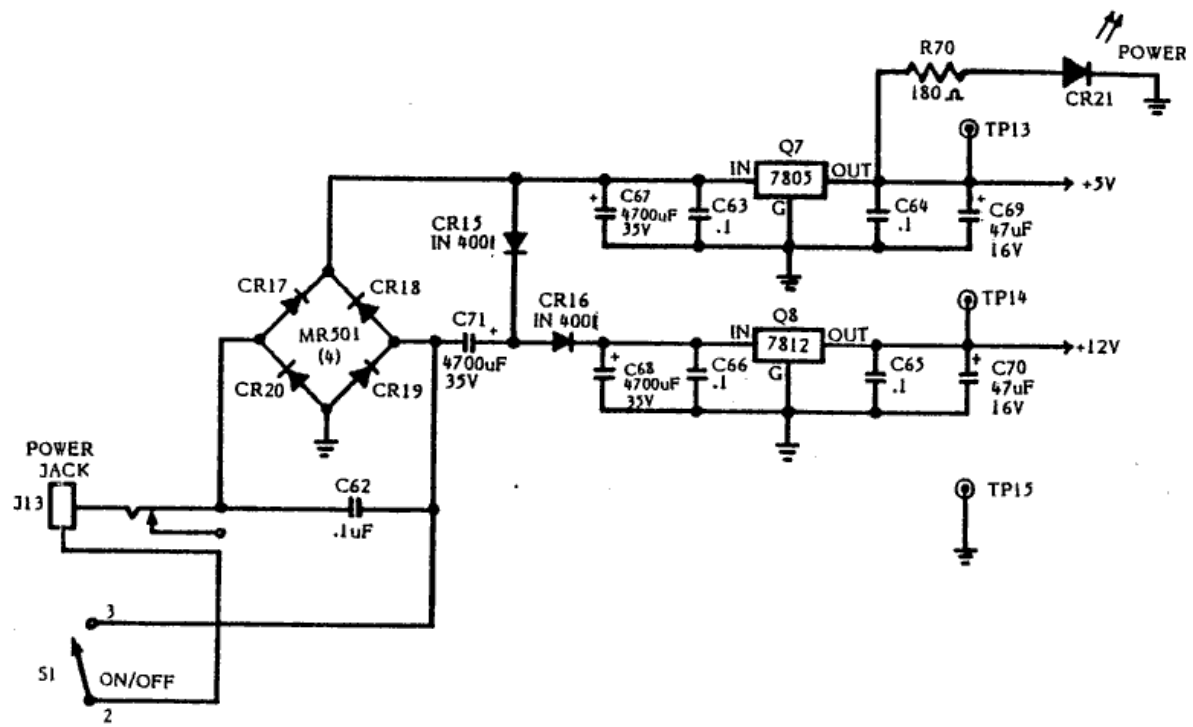 R70
180 Ω
POWER
CR21
TP13
Q7
IN 7805 OUT
G
+5V
C67
4700uF
35V
C63
.1
C64
.1
C69
47uF
16V
CR15
IN 4001
CR17
CR18
MR501
(4)
CR20
CR19
C71
+
4700uF
35V
CR16
IN 4001
TP14
Q8
IN 7812 OUT
G
+12V
+
C68
4700uF
35V
C66
.1
C65
.1
+
C70
47uF
16V
+
+
POWER
JACK
J13
C62
.1uF
TP15
3
S1
ON/OFF
2